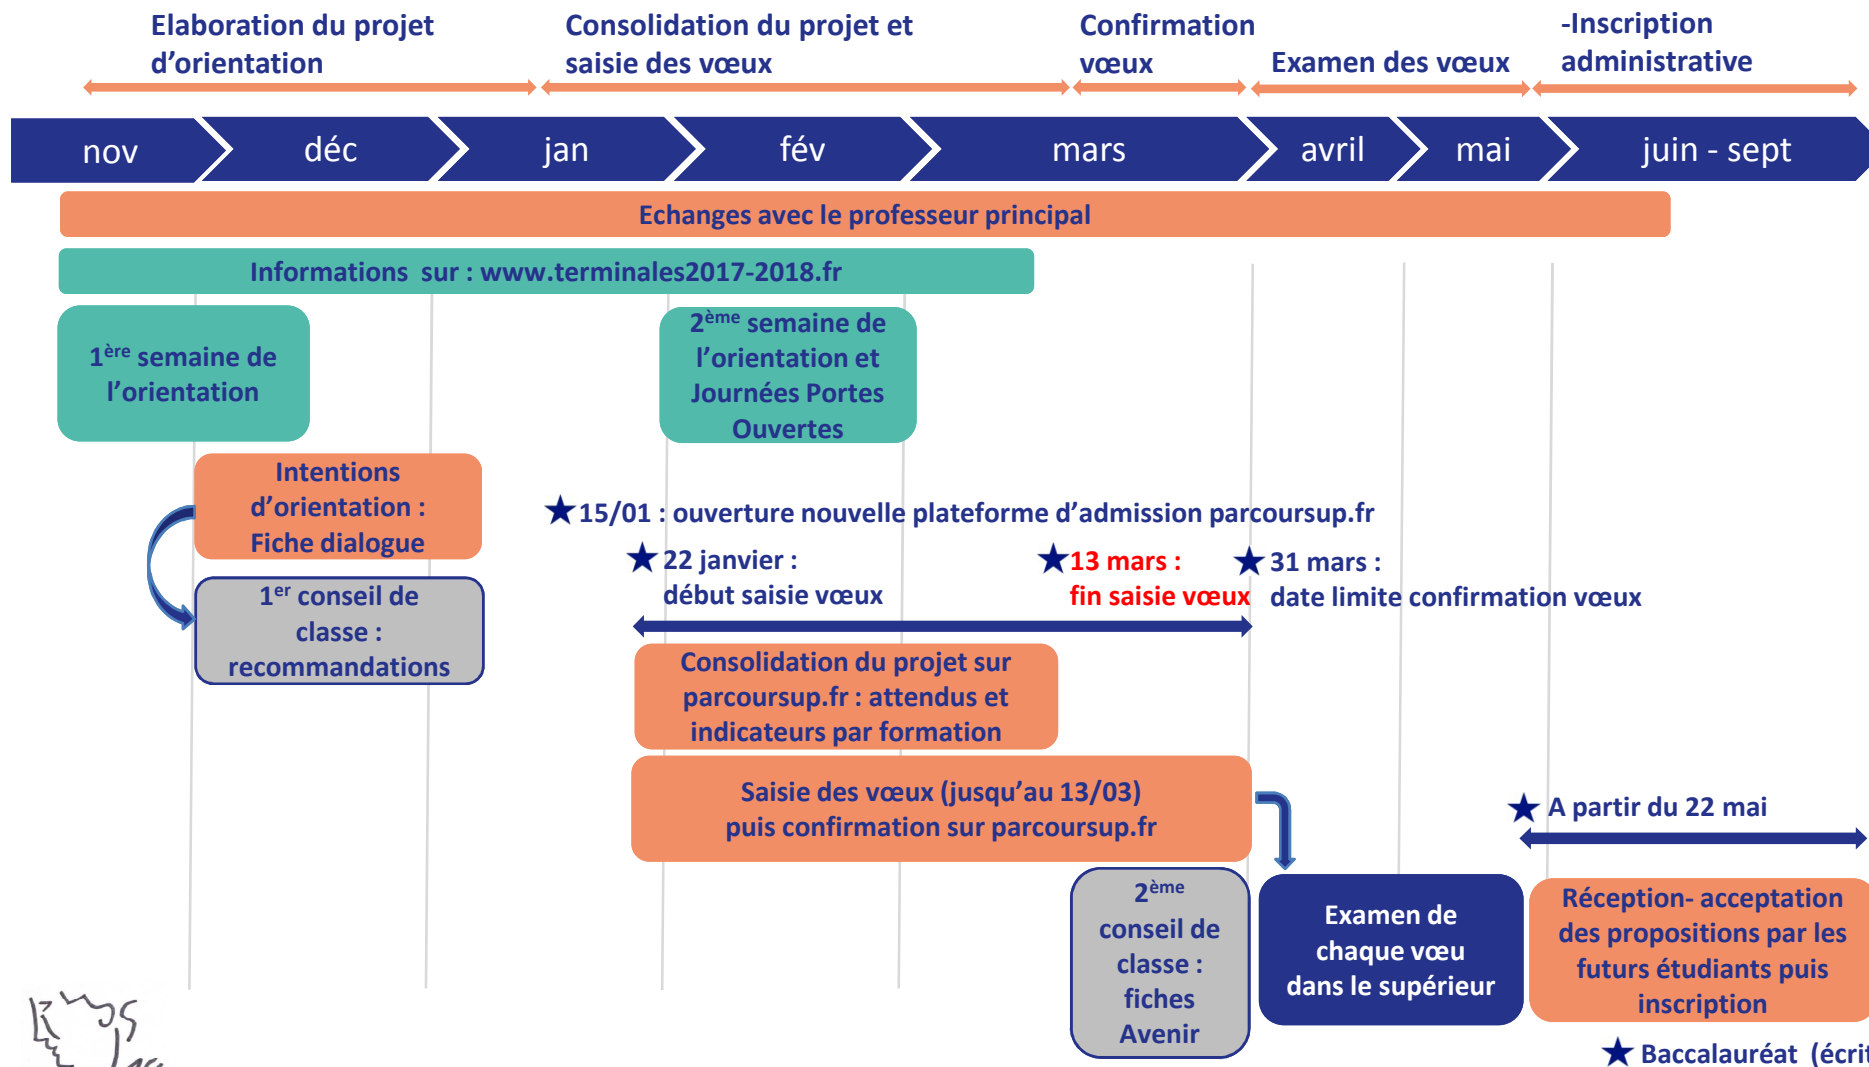 Elaboration du projet
d'orientation
Consolidation du projet et
saisie des vœux
Confirmation
vœux
Examen des vœux
-Inscription
administrative
nov
déc
jan
fév
mars
avril
mai
juin - sept
Echanges avec le professeur principal
Informations sur : www.terminales2017-2018.fr
1ère semaine de
l'orientation
2ème semaine de
l'orientation et
Journées Portes
Ouvertes
Intentions
d'orientation :
Fiche dialogue
★ 15/01 : ouverture nouvelle plateforme d'admission parcoursup.fr
★ 22 janvier :
début saisie vœux
★ 13 mars :
fin saisie vœux
★ 31 mars :
date limite confirmation vœux
1er conseil de
classe :
recommandations
Consolidation du projet sur
parcoursup.fr : attendus et
indicateurs par formation
Saisie des vœux (jusqu'au 13/03)
puis confirmation sur parcoursup.fr
★ A partir du 22 mai
2ème
conseil de
classe :
fiches
Avenir
Examen de
chaque vœu
dans le supérieur
Réception- acceptation
des propositions par les
futurs étudiants puis
inscription
★ Baccalauréat (écrit